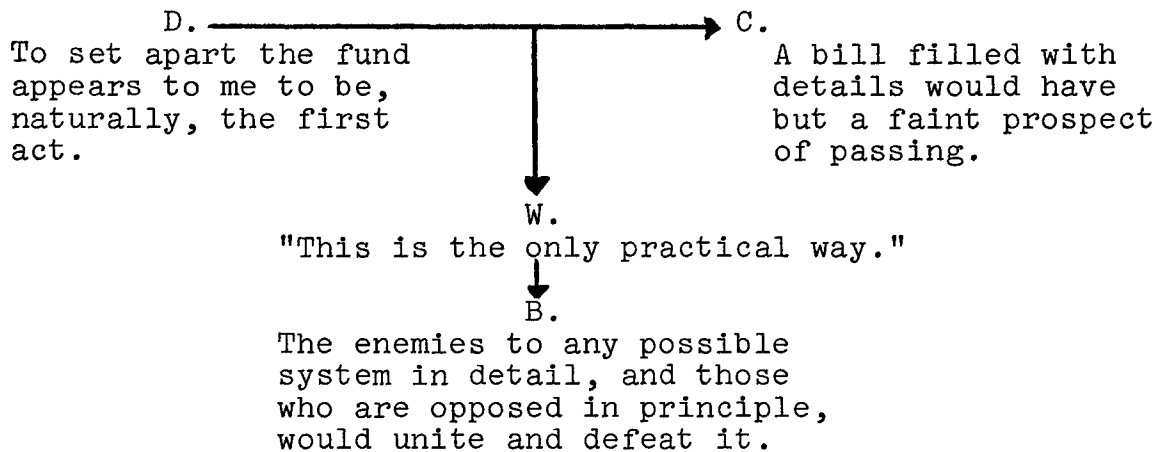 D. C.
To set apart the fund
appears to me to be,
naturally, the first
act.
A bill filled with
details would have
but a faint prospect
of passing.
W.
"This is the only practical way."
B.
The enemies to any possible
system in detail, and those
who are opposed in principle,
would unite and defeat it.